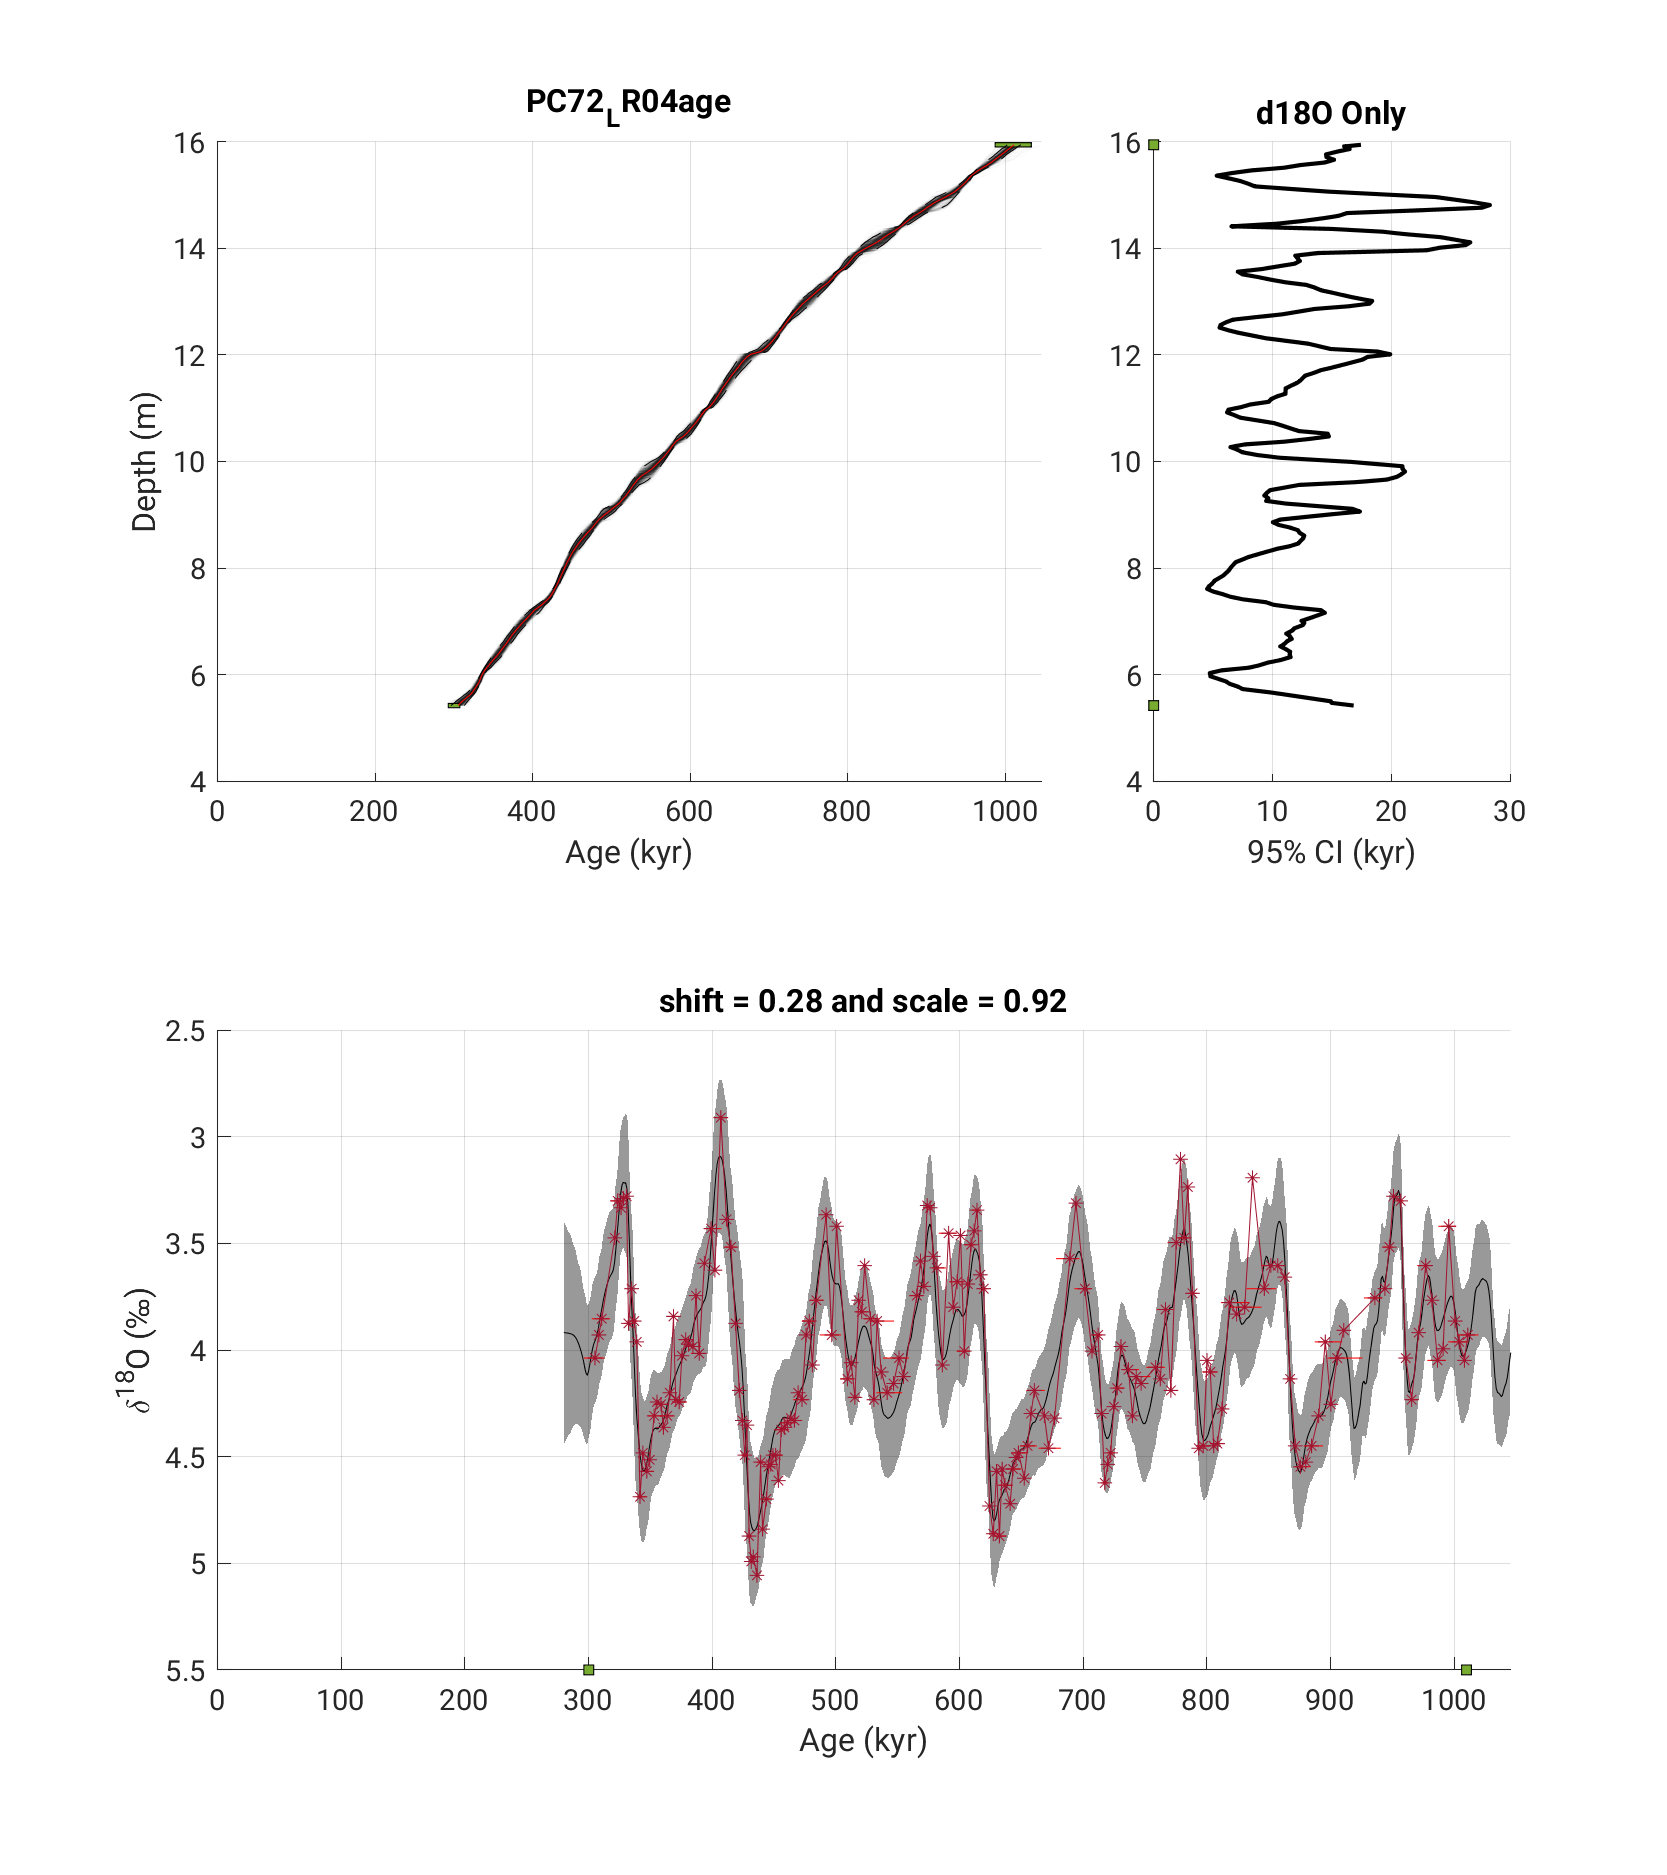 PC72LR04age
d18O Only
16
14
12
10
8
6
4
Depth (m)
0 200 400 600 800 1000
Age (kyr)
16
14
12
10
8
6
4
0 10 20 30
95% CI (kyr)
shift = 0.28 and scale = 0.92
2.5
3
3.5
4
4.5
5
5.5
δ18O (‰)
0 100 200 300 400 500 600 700 800 900 1000
Age (kyr)